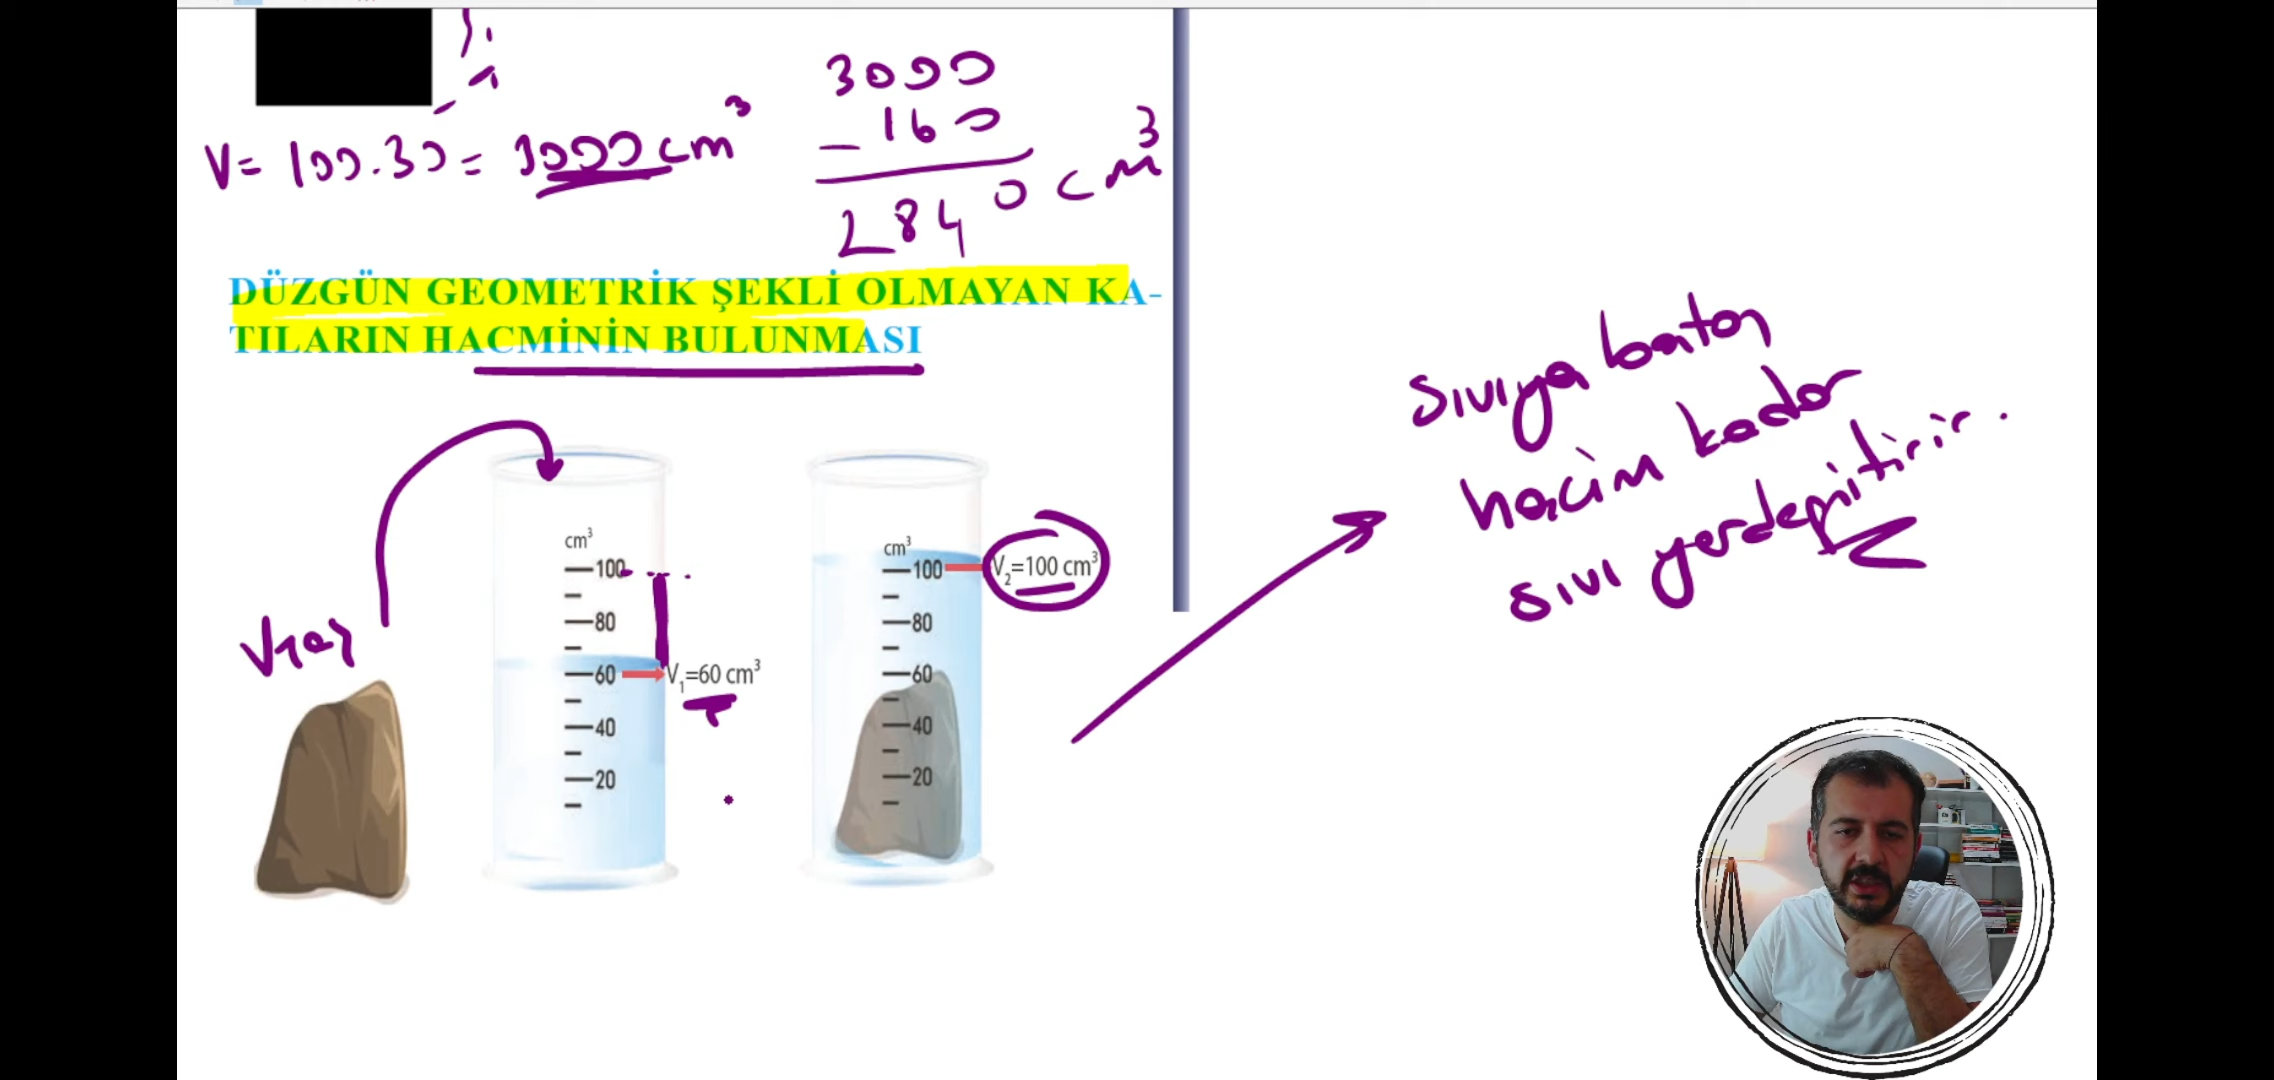 V= 100.30= 3000 cm³
3000
- 160
2840 cm³
DÜZGÜN GEOMETRİK ŞEKLİ OLMAYAN KA-
TILARIN HACMİNİN BULUNMASI
Vtaş
cm³
100
80
60
40
20
V₁=60 cm³
cm³
100
80
60
40
20
V₂=100 cm³
sıvıya batan
hacim kadar
sıvı yerdeğiştirir.